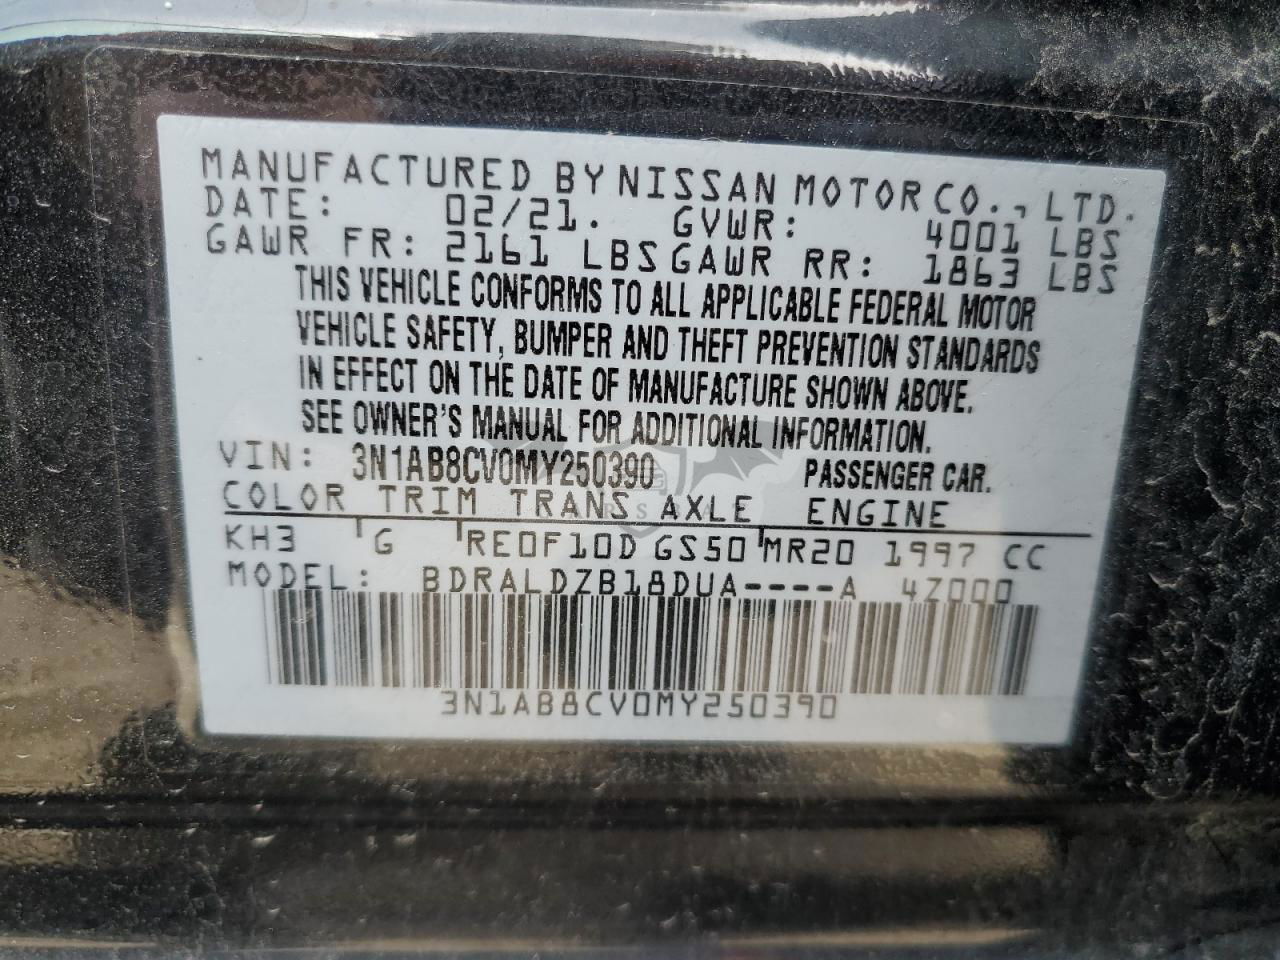 MANUFACTURED BY NISSAN MOTOR CO., LTD.
DATE: 02/21. GVWR: 4001 LBS
GAWR FR: 2161 LBS GAWR RR: 1863 LBS
THIS VEHICLE CONFORMS TO ALL APPLICABLE FEDERAL MOTOR
VEHICLE SAFETY, BUMPER AND THEFT PREVENTION STANDARDS
IN EFFECT ON THE DATE OF MANUFACTURE SHOWN ABOVE.
SEE OWNER'S MANUAL FOR ADDITIONAL INFORMATION.
VIN: 3N1AB8CV0MY250390 PASSENGER CAR.
COLOR TRIM TRANS AXLE ENGINE
KH3 G RE0F10D GS50 MR20 1997 CC
MODEL: BDRALDZB18DUA----A 4Z000
3N1AB8CV0MY250390